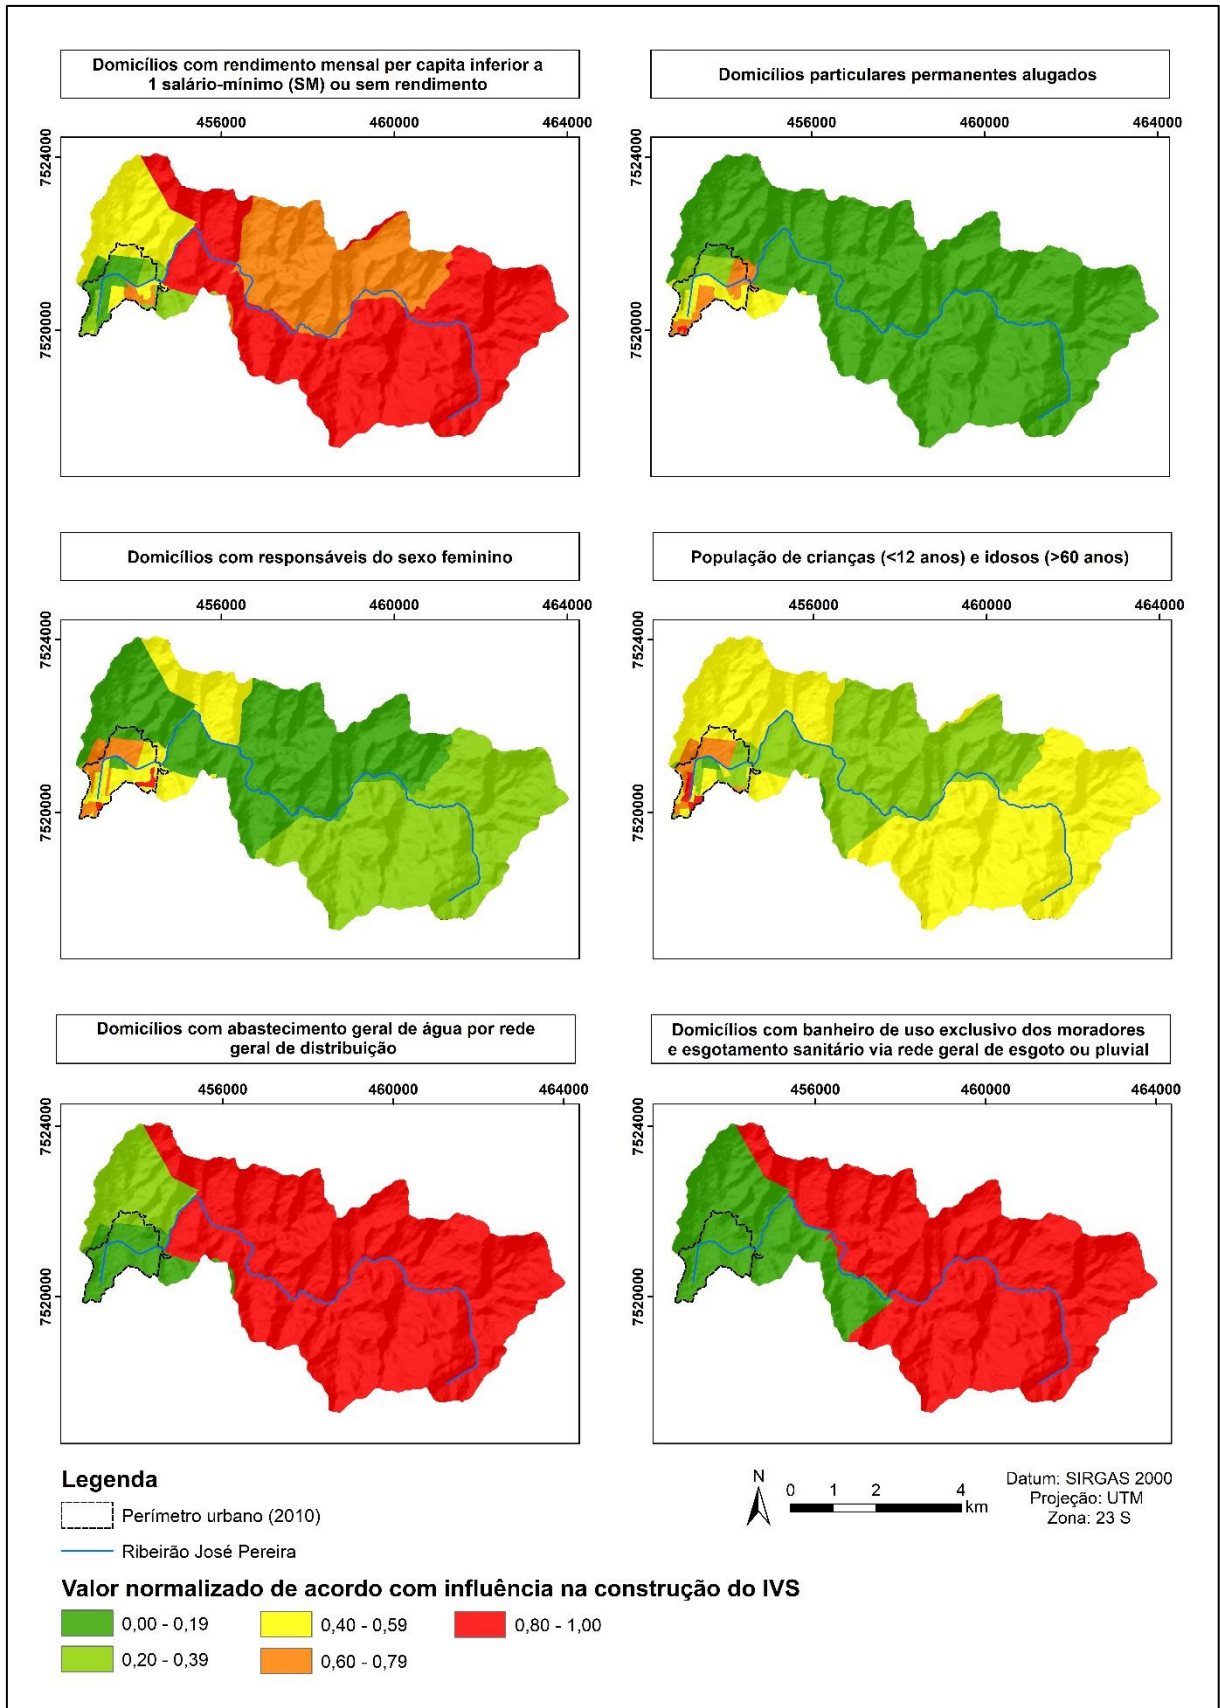 Domicílios com rendimento mensal per capita inferior a
1 salário-mínimo (SM) ou sem rendimento
Domicílios particulares permanentes alugados
456000 460000 464000
456000 460000 464000
7524000
7520000
7524000
7520000
Domicílios com responsáveis do sexo feminino
População de crianças (<12 anos) e idosos (>60 anos)
456000 460000 464000
456000 460000 464000
7524000
7520000
7524000
7520000
Domicílios com abastecimento geral de água por rede
geral de distribuição
Domicílios com banheiro de uso exclusivo dos moradores
e esgotamento sanitário via rede geral de esgoto ou pluvial
456000 460000 464000
456000 460000 464000
7524000
7520000
7524000
7520000
Legenda
Perímetro urbano (2010)
Ribeirão José Pereira
N
0 1 2 4
km
Datum: SIRGAS 2000
Projeção: UTM
Zona: 23 S
Valor normalizado de acordo com influência na construção do IVS
0,00 - 0,19
0,40 - 0,59
0,80 - 1,00
0,20 - 0,39
0,60 - 0,79